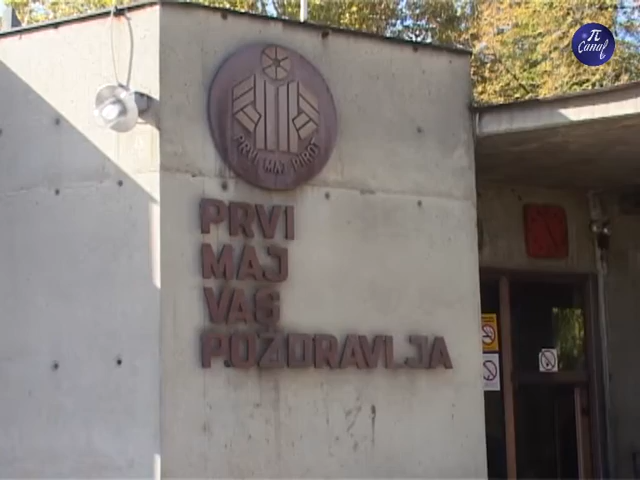 π
Canal
PRVI MAJ PIROT
PRVI
MAJ
VAS
POZDRAVLJA